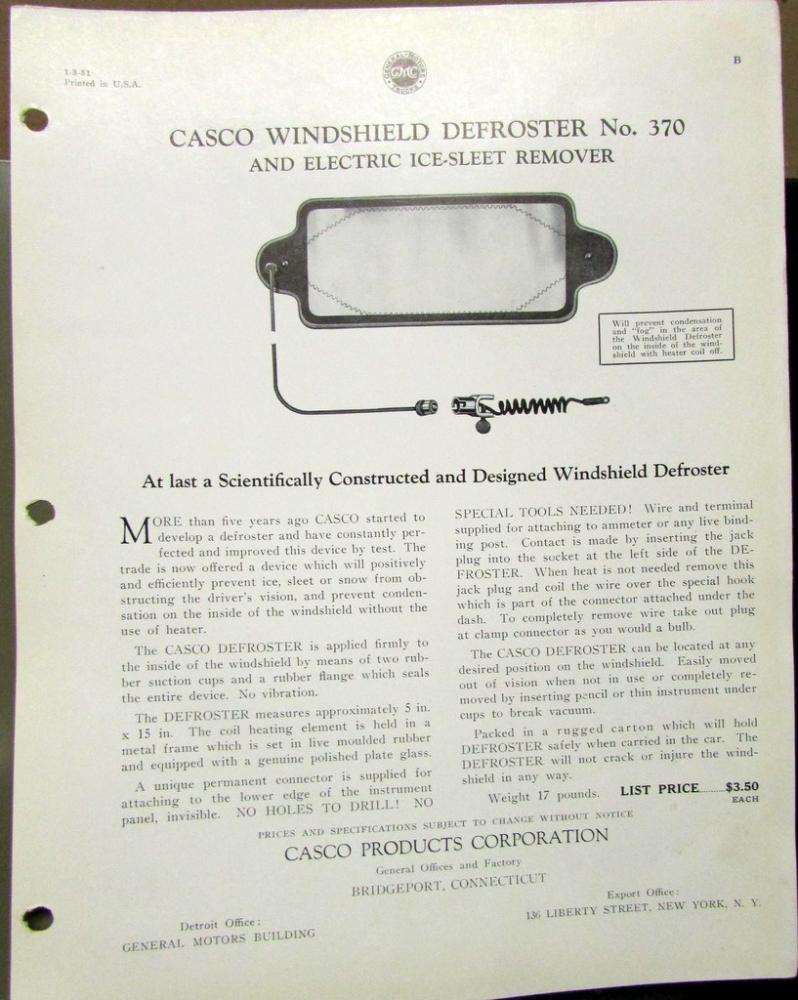 1-3-31
Printed in U.S.A.
GENERAL MOTORS
GMC
TRUCKS
B
CASCO WINDSHIELD DEFROSTER No. 370
AND ELECTRIC ICE-SLEET REMOVER
Will prevent condensation
and "fog" in the area of
the Windshield Defroster
on the inside of the wind-
shield with heater coil off.
At last a Scientifically Constructed and Designed Windshield Defroster
MORE than five years ago CASCO started to
develop a defroster and have constantly per-
fected and improved this device by test. The
trade is now offered a device which will positively
and efficiently prevent ice, sleet or snow from ob-
structing the driver's vision, and prevent conden-
sation on the inside of the windshield without the
use of heater.
The CASCO DEFROSTER is applied firmly to
the inside of the windshield by means of two rub-
ber suction cups and a rubber flange which seals
the entire device. No vibration.
The DEFROSTER measures approximately 5 in.
x 15 in. The coil heating element is held in a
metal frame which is set in live moulded rubber
and equipped with a genuine polished plate glass.
A unique permanent connector is supplied for
attaching to the lower edge of the instrument
panel, invisible. NO HOLES TO DRILL! NO
SPECIAL TOOLS NEEDED! Wire and terminal
supplied for attaching to ammeter or any live bind-
ing post. Contact is made by inserting the jack
plug into the socket at the left side of the DE-
FROSTER. When heat is not needed remove this
jack plug and coil the wire over the special hook
which is part of the connector attached under the
dash. To completely remove wire take out plug
at clamp connector as you would a bulb.
The CASCO DEFROSTER can be located at any
desired position on the windshield. Easily moved
out of vision when not in use or completely re-
moved by inserting pencil or thin instrument under
cups to break vacuum.
Packed in a rugged carton which will hold
DEFROSTER safely when carried in the car. The
DEFROSTER will not crack or injure the wind-
shield in any way.
Weight 17 pounds. LIST PRICE........$3.50
EACH
PRICES AND SPECIFICATIONS SUBJECT TO CHANGE WITHOUT NOTICE
CASCO PRODUCTS CORPORATION
General Offices and Factory
BRIDGEPORT, CONNECTICUT
Detroit Office:
GENERAL MOTORS BUILDING
Export Office:
136 LIBERTY STREET, NEW YORK, N. Y.